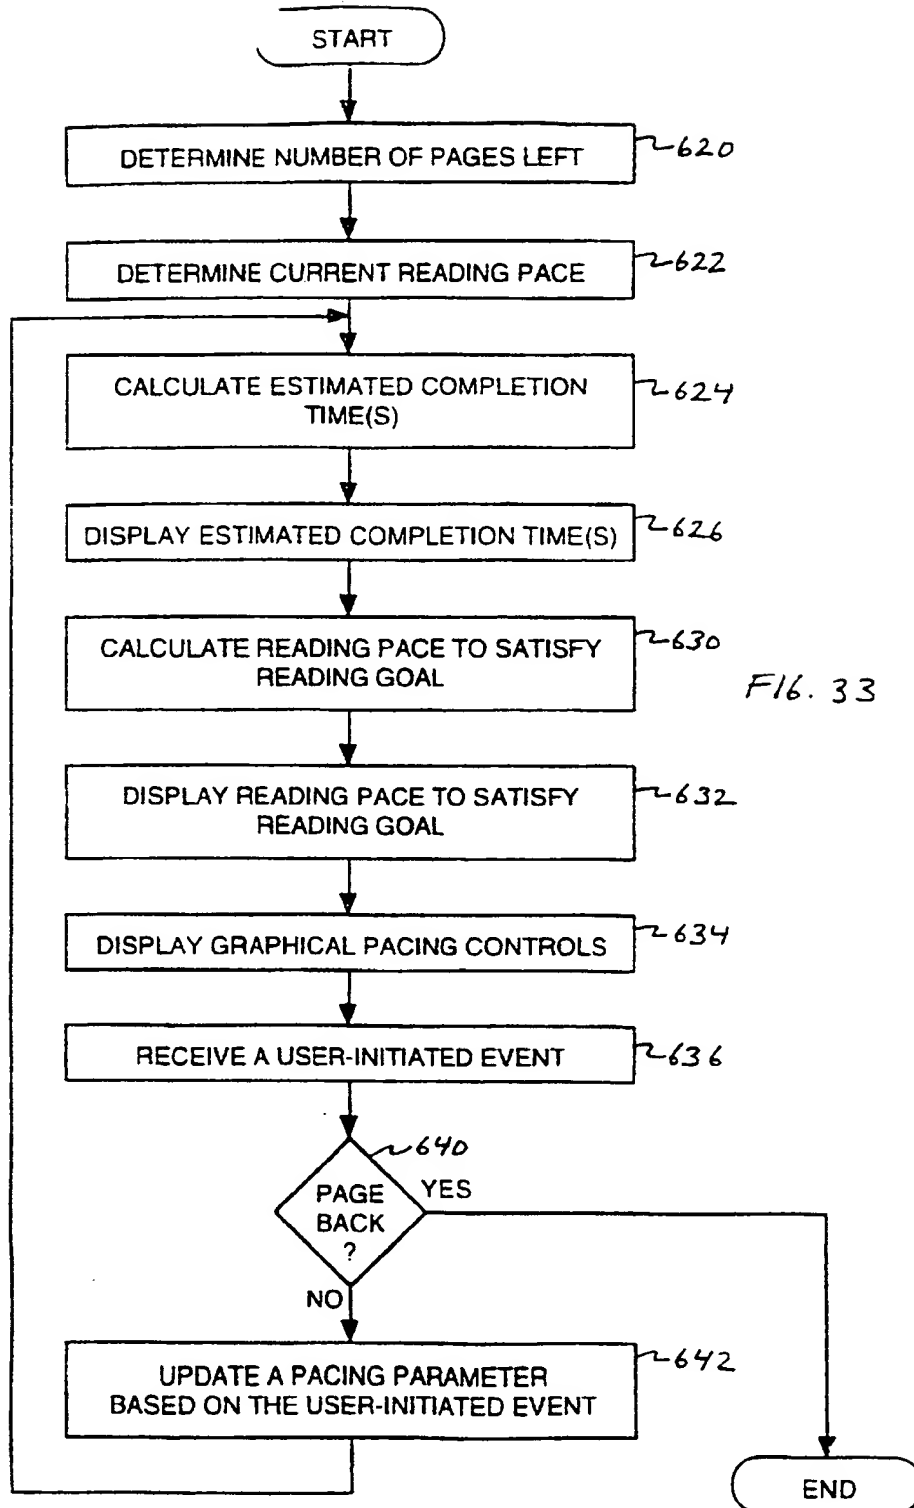 START
DETERMINE NUMBER OF PAGES LEFT
620
DETERMINE CURRENT READING PACE
622
CALCULATE ESTIMATED COMPLETION
TIME(S)
624
DISPLAY ESTIMATED COMPLETION TIME(S)
626
CALCULATE READING PACE TO SATISFY
READING GOAL
630
FIG. 33
DISPLAY READING PACE TO SATISFY
READING GOAL
632
DISPLAY GRAPHICAL PACING CONTROLS
634
RECEIVE A USER-INITIATED EVENT
636
640
PAGE
BACK
?
YES
NO
UPDATE A PACING PARAMETER
BASED ON THE USER-INITIATED EVENT
642
END